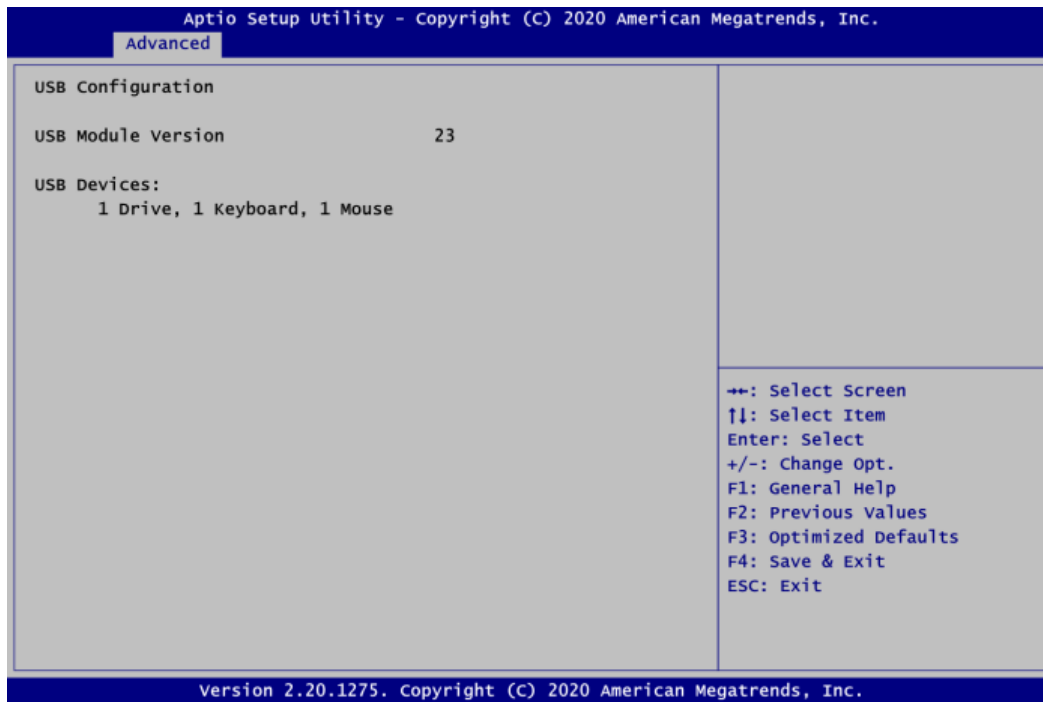 Aptio Setup Utility - Copyright (C) 2020 American Megatrends, Inc.
Advanced
USB Configuration
USB Module Version 23
USB Devices:
1 Drive, 1 Keyboard, 1 Mouse
→←: Select Screen
↑↓: Select Item
Enter: Select
+/-: Change Opt.
F1: General Help
F2: Previous Values
F3: Optimized Defaults
F4: Save & Exit
ESC: Exit
Version 2.20.1275. Copyright (C) 2020 American Megatrends, Inc.